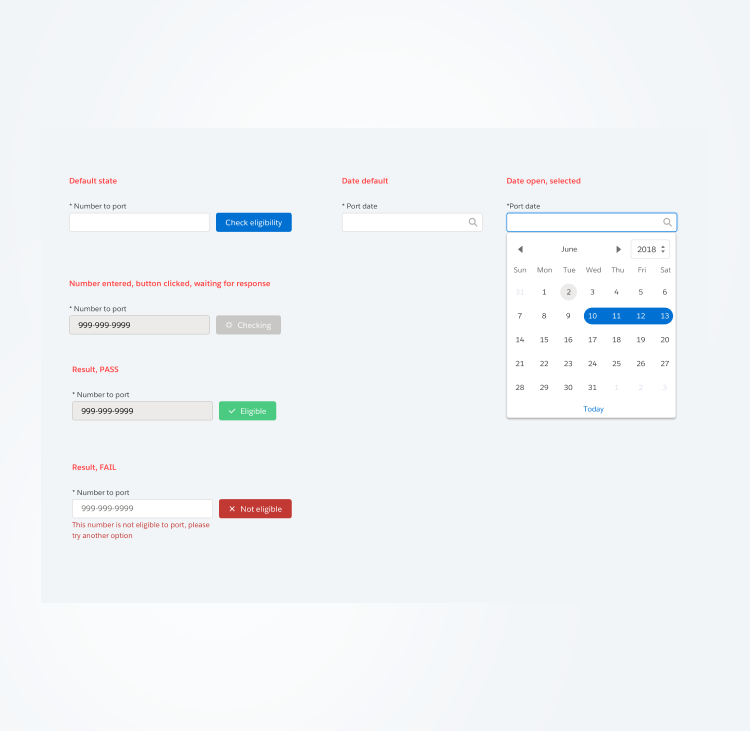 Default state
* Number to port
Check eligibility
Number entered, button clicked, waiting for response
* Number to port
999-999-9999
Checking
Result, PASS
* Number to port
999-999-9999
Eligible
Result, FAIL
* Number to port
999-999-9999
Not eligible
This number is not eligible to port, please
try another option
Date default
* Port date
Date open, selected
*Port date
June
2018
Sun Mon Tue Wed Thu Fri Sat
31 1 2 3 4 5 6
7 8 9 10 11 12 13
14 15 16 17 18 19 20
21 22 23 24 25 26 27
28 29 30 31 1 2 3
Today